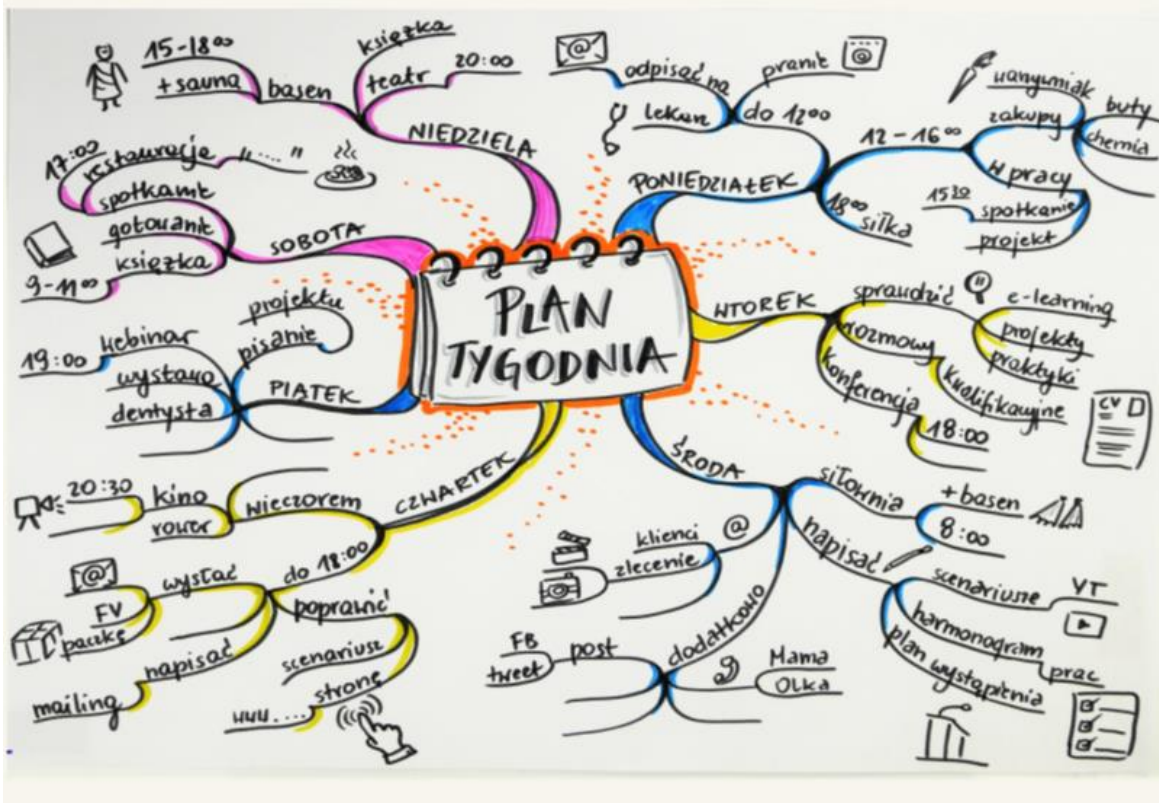 PLAN
TYGODNIA
PONIEDZIAŁEK
do 12⁰⁰
odpisać na
@
pranie
@
lekarz
12-16⁰⁰
zakupy
warzywniak
buty
chemia
w pracy
spotkanie
15³⁰
projekt
18⁰⁰
siłka
WTOREK
sprawdzić
e-learning
projekty
praktyki
rozmowy
kwalifikacyjne
CV
konferencja
18:00
ŚRODA
siłownia
+ basen
8:00
napisać
scenariusze
YT
harmonogram
prac
plan wystąpienia
@
klienci
zlecenie
dodatkowo
Mama
OLKA
post
FB
tweet
CZWARTEK
wieczorem
kino
20:30
rower
do 18:00
wysłać
@
FV
paczkę
napisać
mailing
poprawić
scenariusz
stronę
www....
PIATEK
pisanie
projektu
webinar
19:00
dentysta
SOBOTA
spotkanie
17:00
restauracje
"....."
gotowanie
książka
9-11⁰⁰
NIEDZIELA
basen
15-18⁰⁰
+ sauna
książka
teatr
20:00